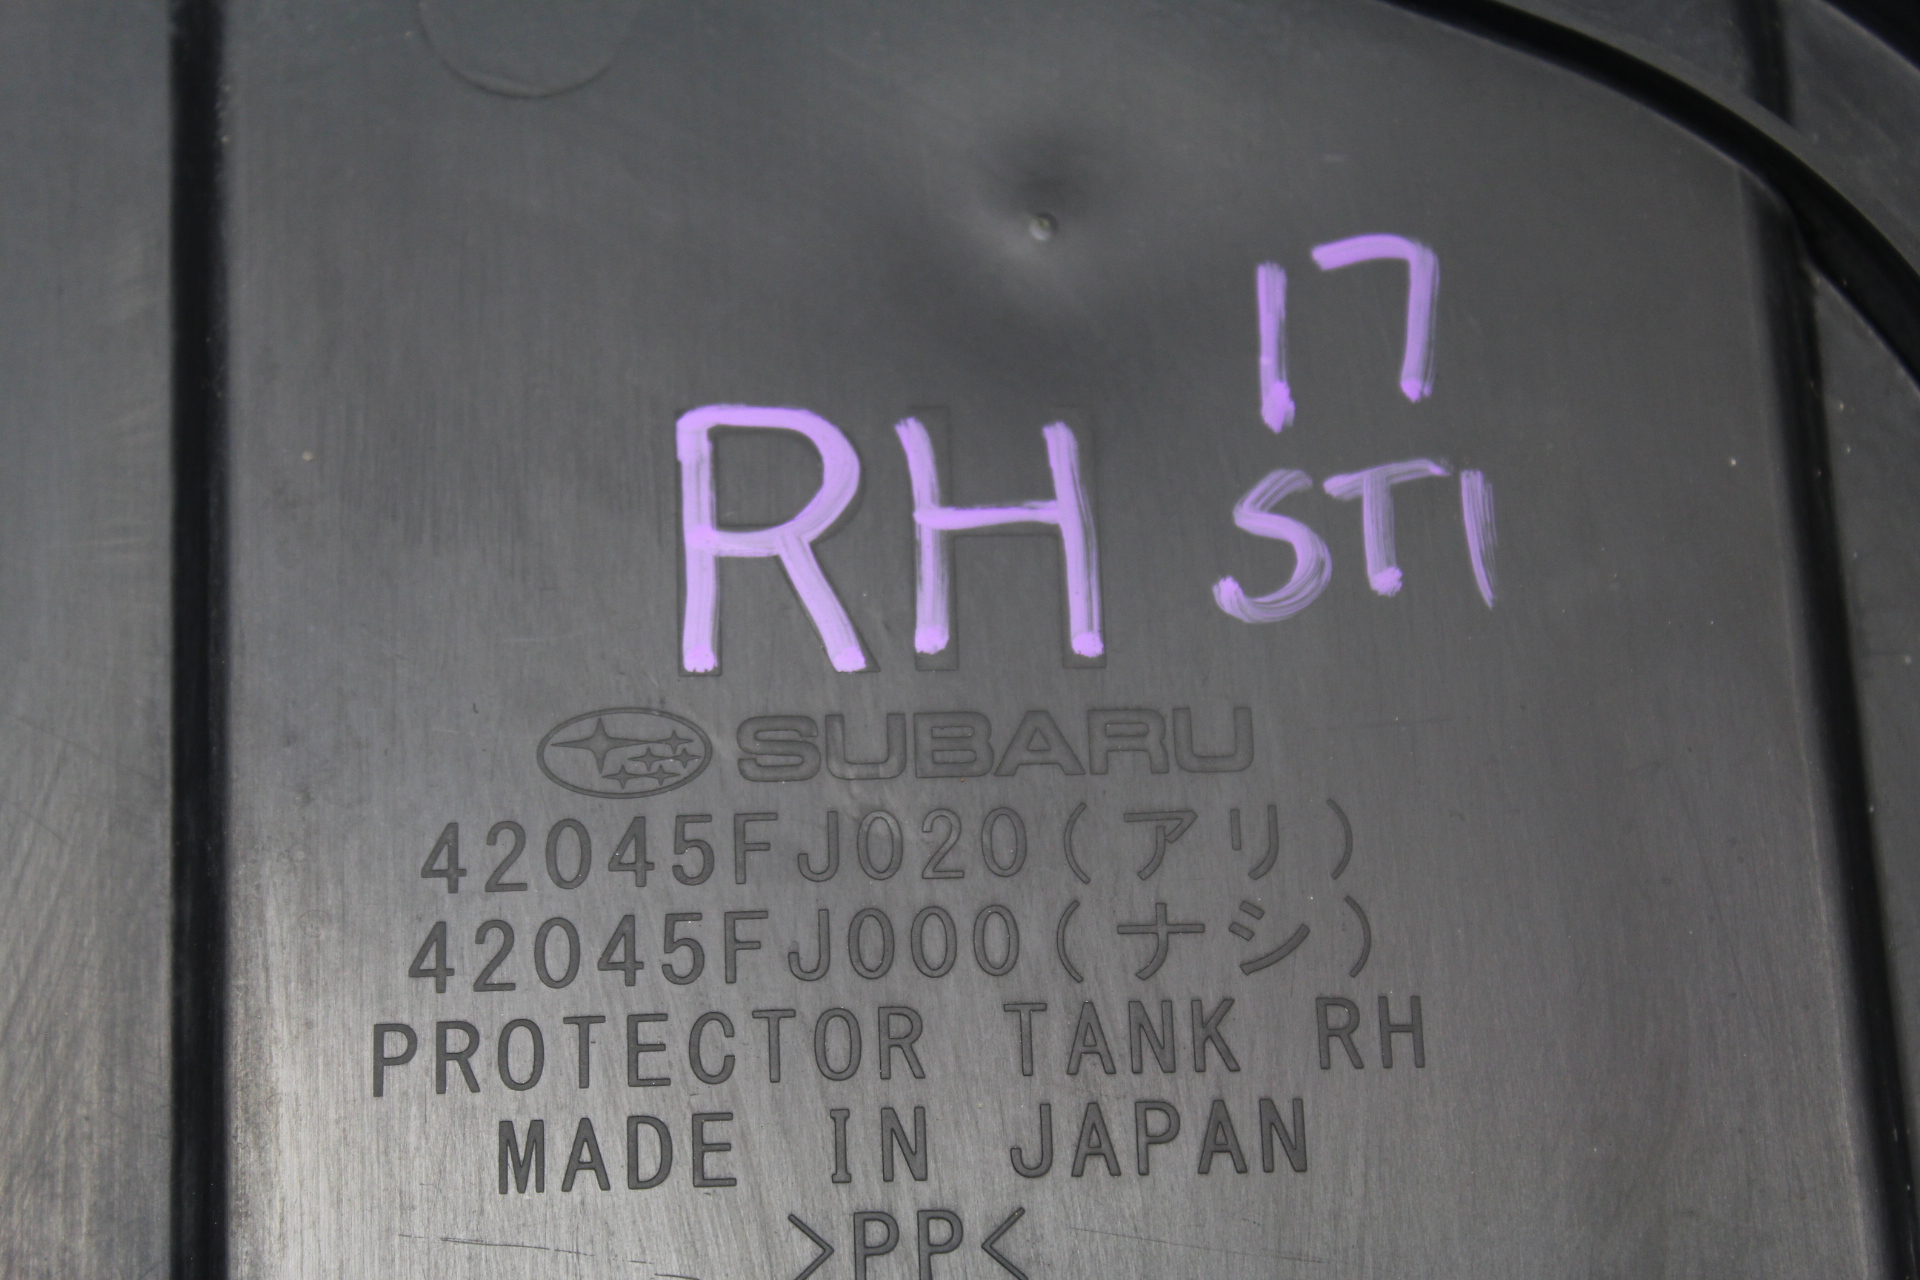 17
RH STI
SUBARU
42045FJ020(アリ)
42045FJ000(ナシ)
PROTECTOR TANK RH
MADE IN JAPAN
>PP<